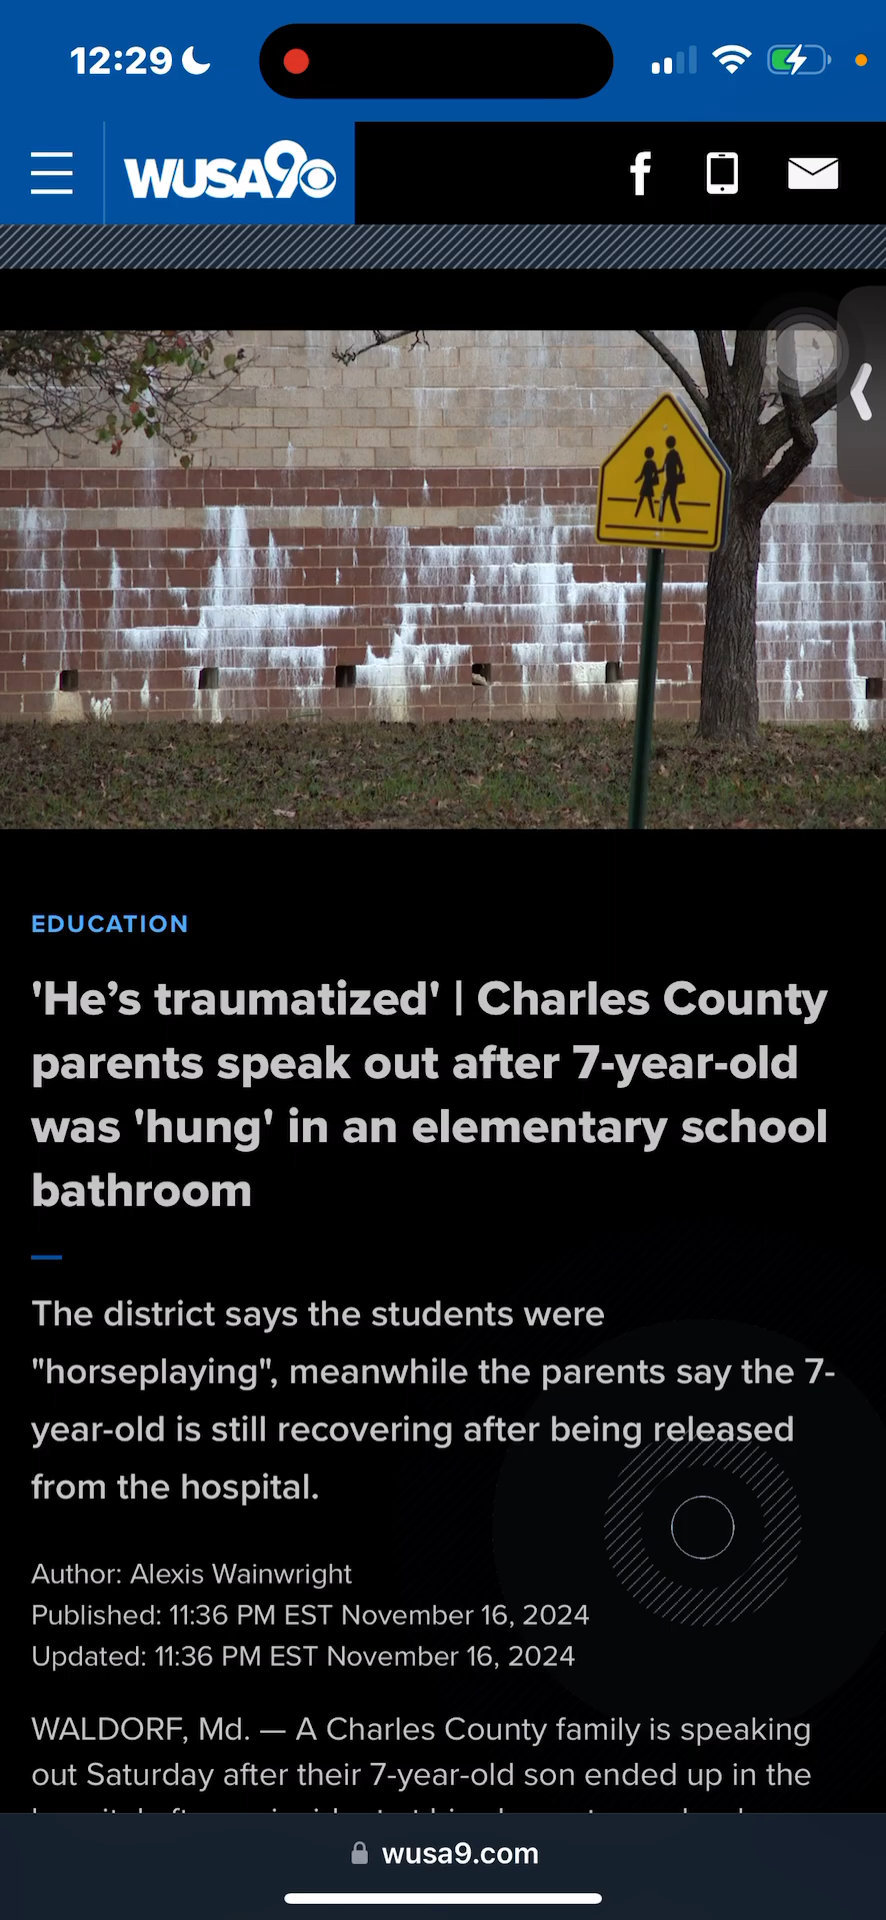 12:29
WUSA9
EDUCATION
'He’s traumatized' | Charles County
parents speak out after 7-year-old
was 'hung' in an elementary school
bathroom
The district says the students were
"horseplaying", meanwhile the parents say the 7-
year-old is still recovering after being released
from the hospital.
Author: Alexis Wainwright
Published: 11:36 PM EST November 16, 2024
Updated: 11:36 PM EST November 16, 2024
WALDORF, Md. — A Charles County family is speaking
out Saturday after their 7-year-old son ended up in the
wusa9.com